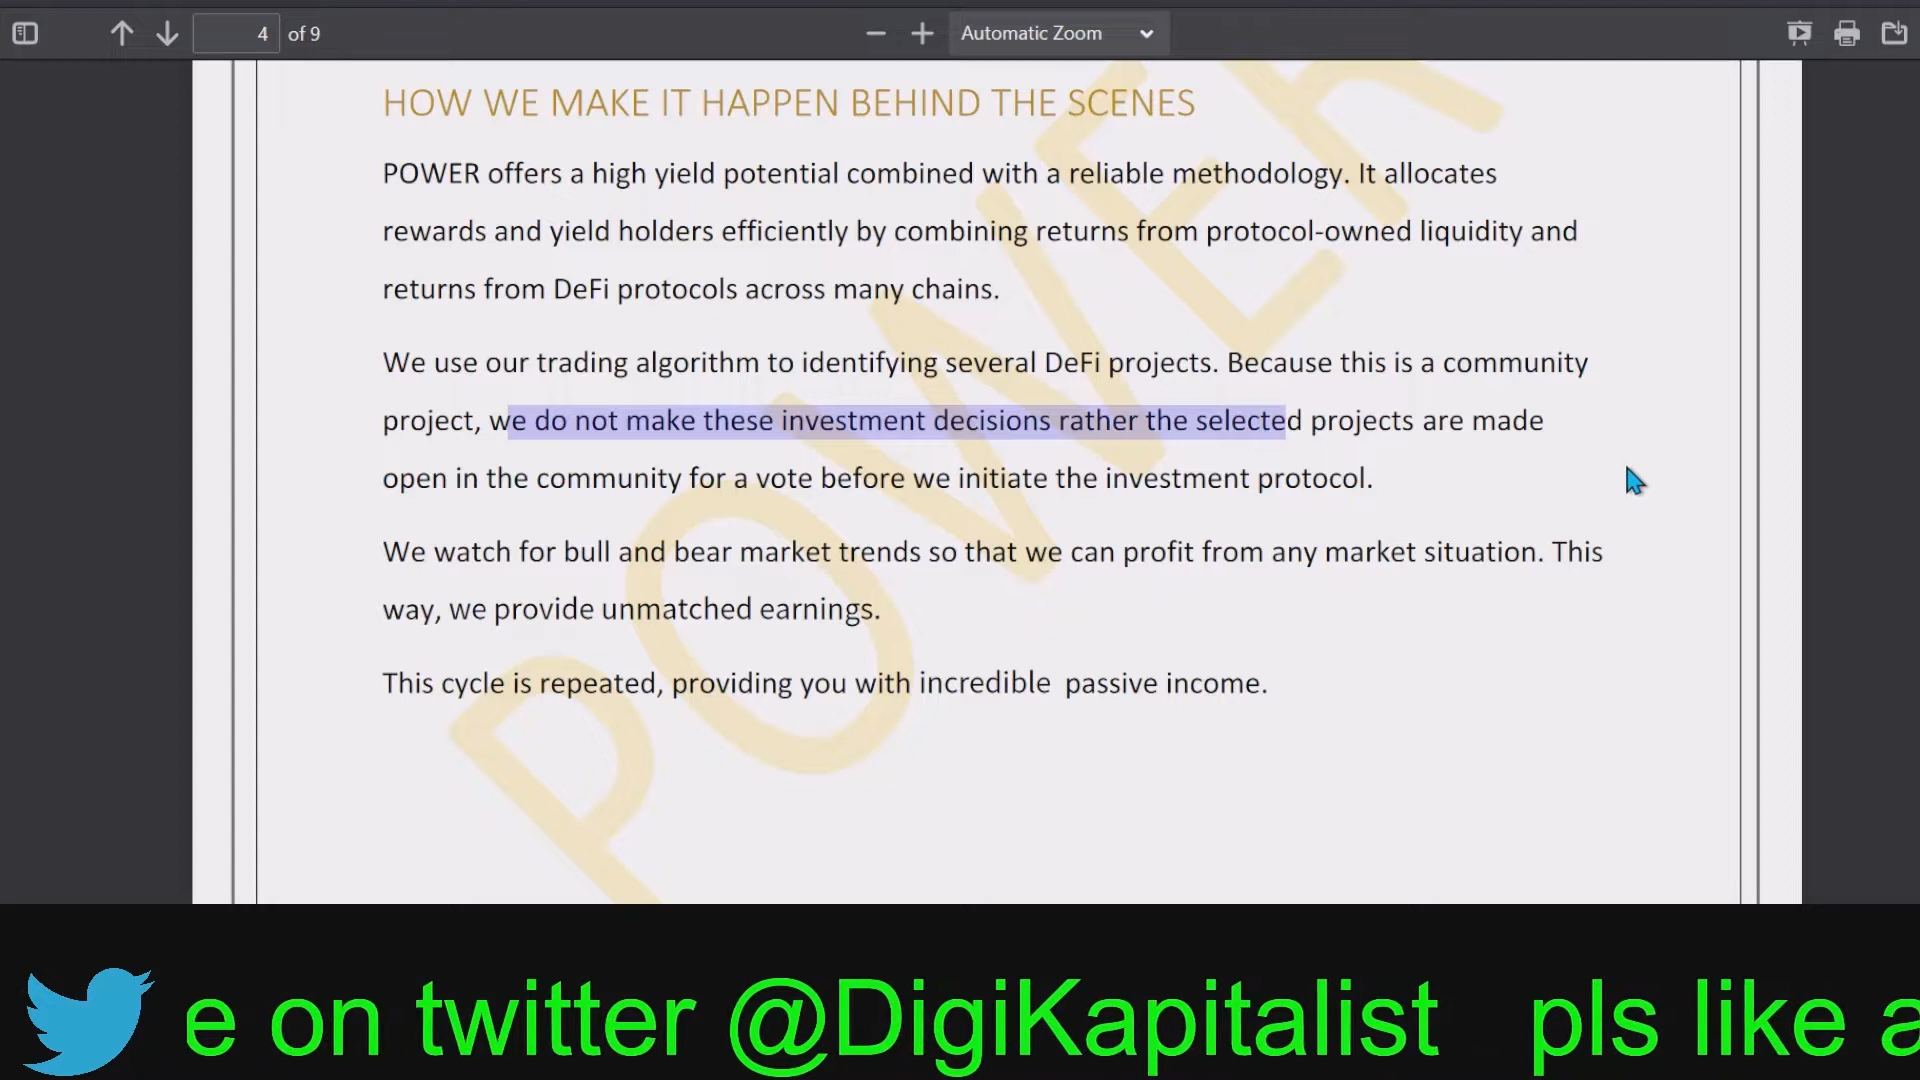 4 of 9 Automatic Zoom
HOW WE MAKE IT HAPPEN BEHIND THE SCENES
POWER offers a high yield potential combined with a reliable methodology. It allocates
rewards and yield holders efficiently by combining returns from protocol-owned liquidity and
returns from DeFi protocols across many chains.
We use our trading algorithm to identifying several DeFi projects. Because this is a community
project, we do not make these investment decisions rather the selected projects are made
open in the community for a vote before we initiate the investment protocol.
We watch for bull and bear market trends so that we can profit from any market situation. This
way, we provide unmatched earnings.
This cycle is repeated, providing you with incredible passive income.
POWER
e on twitter @DigiKapitalist pls like a